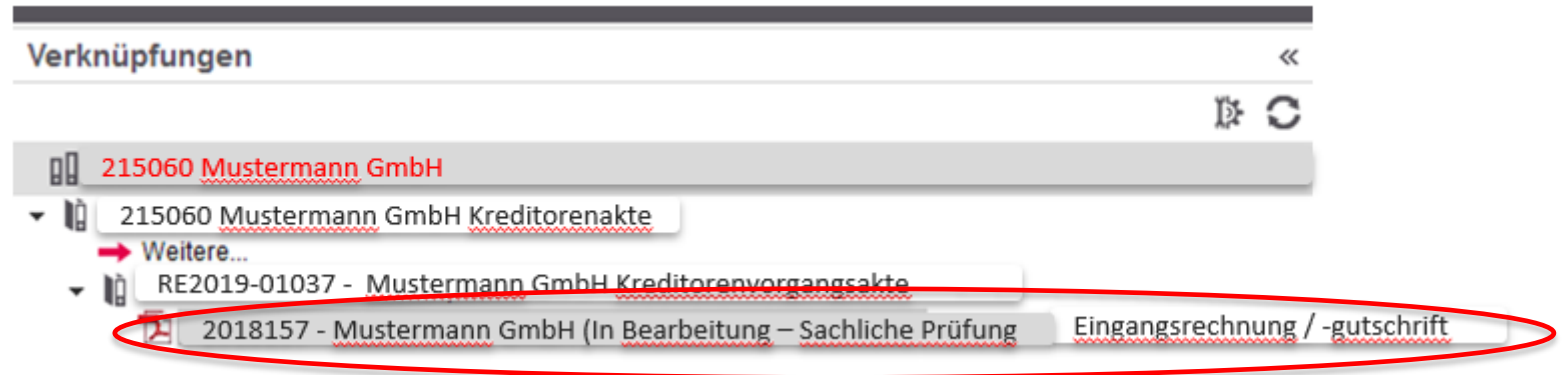 Verknüpfungen «
215060 Mustermann GmbH
215060 Mustermann GmbH Kreditorenakte
Weitere...
RE2019-01037 - Mustermann GmbH Kreditorenvorgangsakte
2018157 - Mustermann GmbH (In Bearbeitung – Sachliche Prüfung Eingangsrechnung / -gutschrift